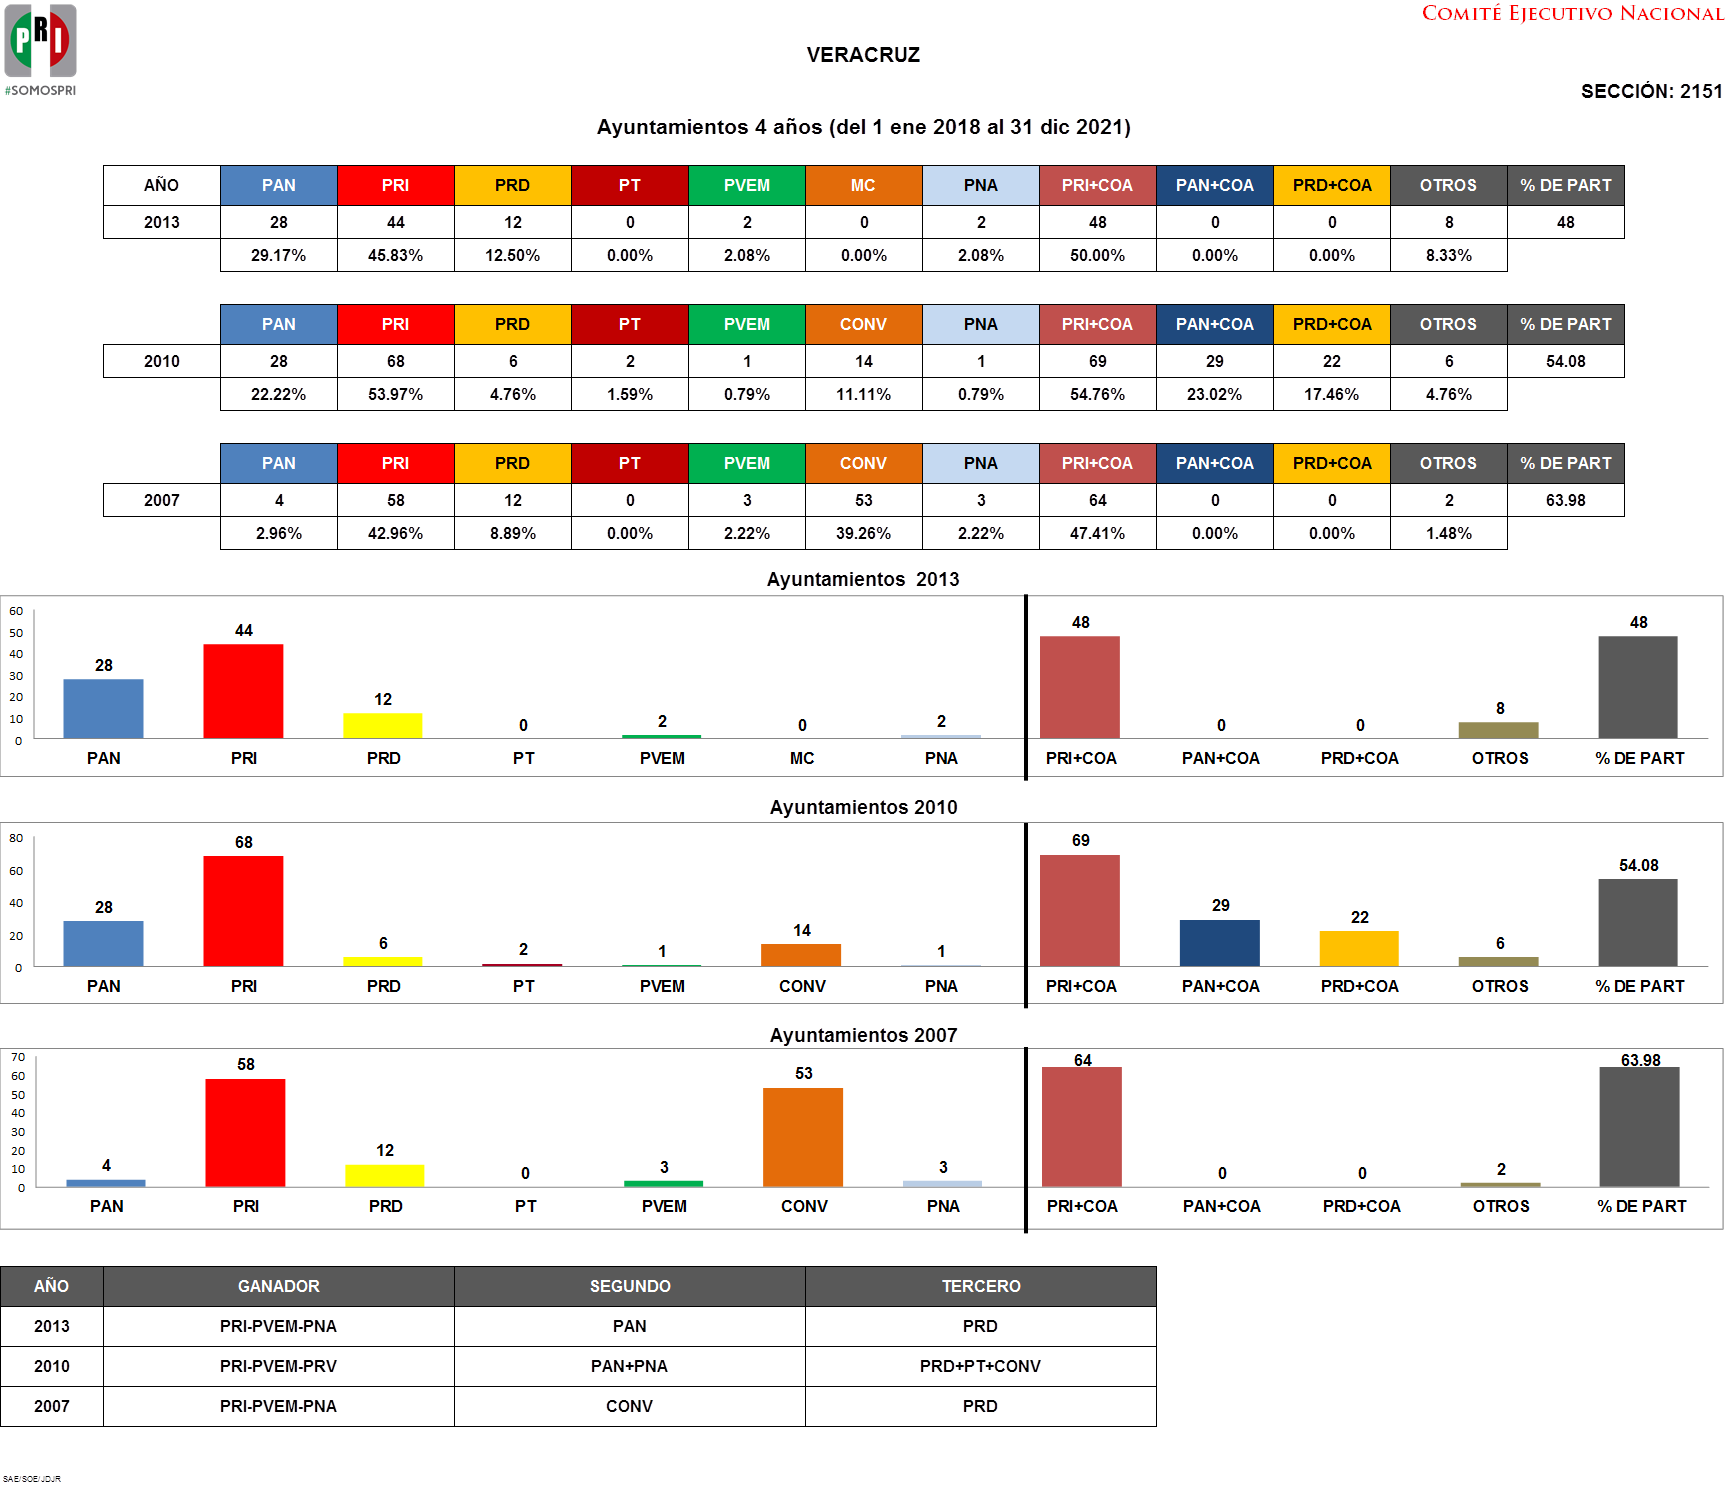 PRI
#SOMOSPRI
COMITÉ EJECUTIVO NACIONAL
VERACRUZ
SECCIÓN: 2151
Ayuntamientos 4 años (del 1 ene 2018 al 31 dic 2021)
AÑO PAN PRI PRD PT PVEM MC PNA PRI+COA PAN+COA PRD+COA OTROS % DE PART
2013 28 44 12 0 2 0 2 48 0 0 8 48
29.17% 45.83% 12.50% 0.00% 2.08% 0.00% 2.08% 50.00% 0.00% 0.00% 8.33%
PAN PRI PRD PT PVEM CONV PNA PRI+COA PAN+COA PRD+COA OTROS % DE PART
2010 28 68 6 2 1 14 1 69 29 22 6 54.08
22.22% 53.97% 4.76% 1.59% 0.79% 11.11% 0.79% 54.76% 23.02% 17.46% 4.76%
PAN PRI PRD PT PVEM CONV PNA PRI+COA PAN+COA PRD+COA OTROS % DE PART
2007 4 58 12 0 3 53 3 64 0 0 2 63.98
2.96% 42.96% 8.89% 0.00% 2.22% 39.26% 2.22% 47.41% 0.00% 0.00% 1.48%
Ayuntamientos 2013
60
50
40
30
20
10
0
28 44 12 0 2 0 2 48 0 0 8 48
PAN PRI PRD PT PVEM MC PNA PRI+COA PAN+COA PRD+COA OTROS % DE PART
Ayuntamientos 2010
80
60
40
20
0
28 68 6 2 1 14 1 69 29 22 6 54.08
PAN PRI PRD PT PVEM CONV PNA PRI+COA PAN+COA PRD+COA OTROS % DE PART
Ayuntamientos 2007
70
60
50
40
30
20
10
0
4 58 12 0 3 53 3 64 0 0 2 63.98
PAN PRI PRD PT PVEM CONV PNA PRI+COA PAN+COA PRD+COA OTROS % DE PART
AÑO GANADOR SEGUNDO TERCERO
2013 PRI-PVEM-PNA PAN PRD
2010 PRI-PVEM-PRV PAN+PNA PRD+PT+CONV
2007 PRI-PVEM-PNA CONV PRD
SAE/SOE/JDJR